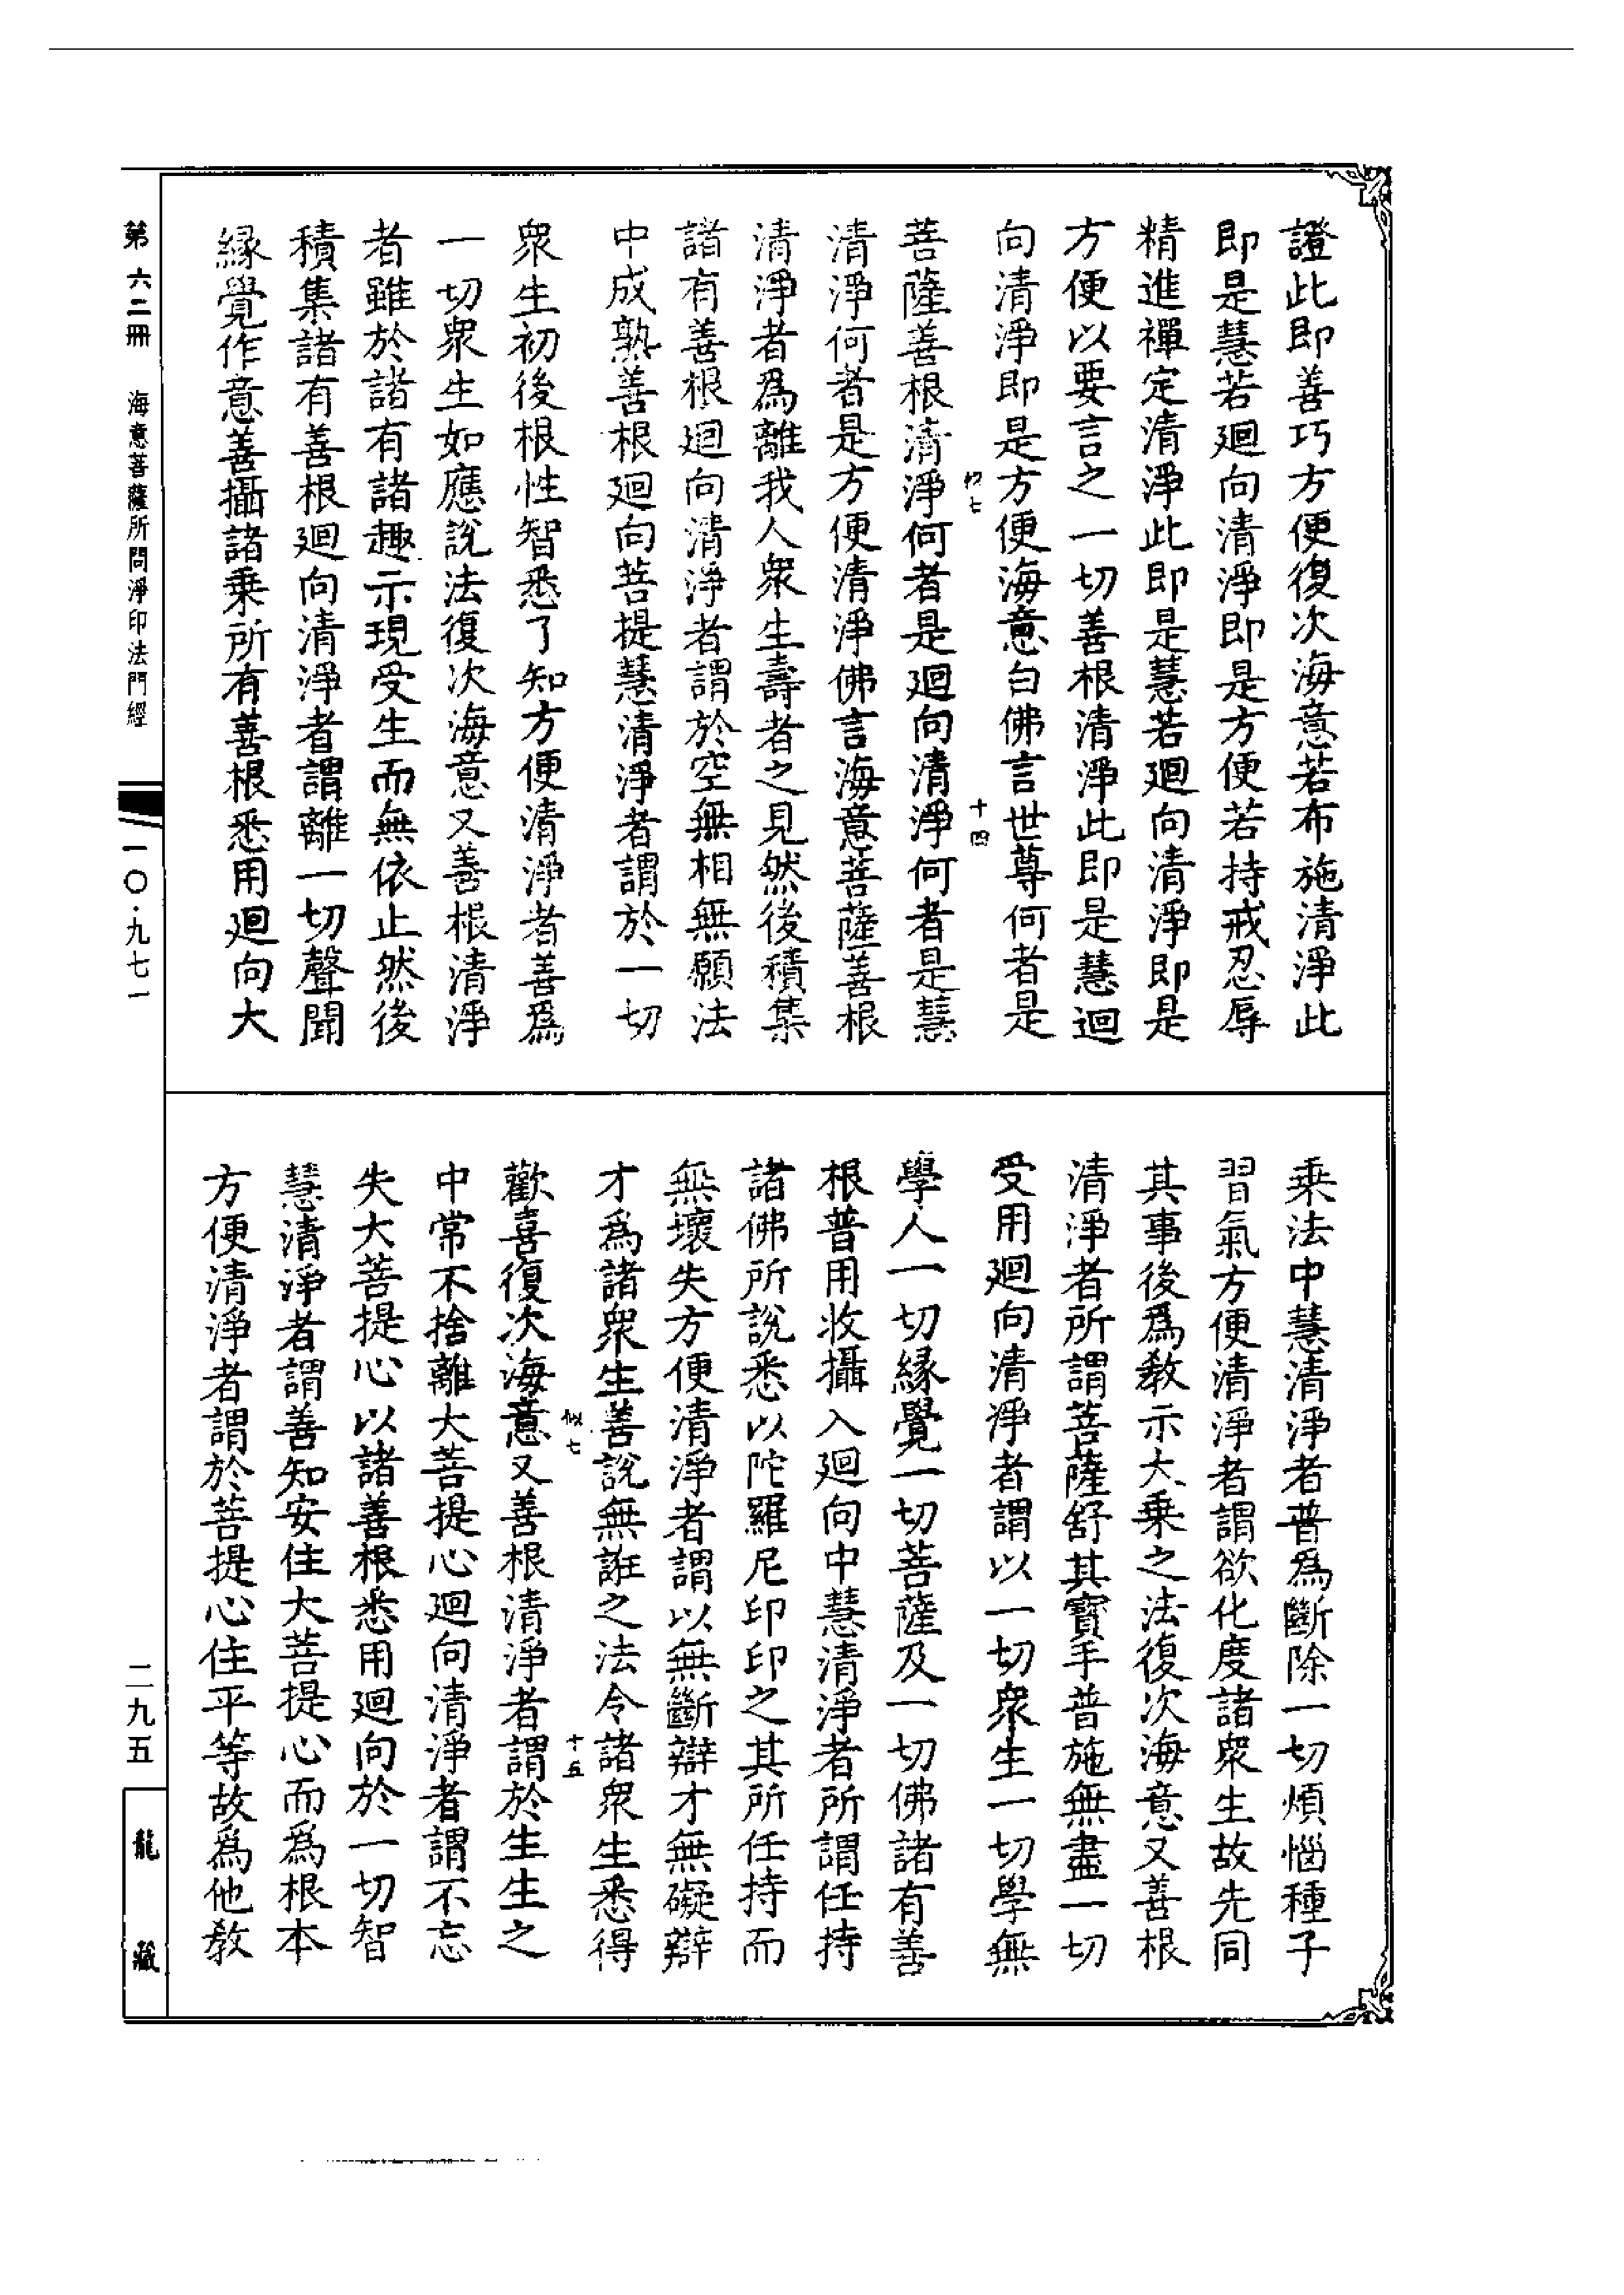 證此即善巧方便復次海意若布施清淨此
即是慧若廻向清淨即是方便若持戒忍辱
精進禪定清淨此即是慧若廻向清淨即是
方便以要言之一切善根清淨此即是慧迴
向清淨即是方便海意白佛言世尊何者是
似七
十四
菩薩善根清淨何者是廻向清淨何者是慧
清淨何者是方便清淨佛言海意菩薩善根
清淨者爲離我人衆生壽者之見然後積集
諸有善根迴向清淨者謂於空無相無願法
中成熟善根廻向菩提慧清淨者謂於一切
衆生初後根性智悉了知方便清淨者善爲
一切衆生如應說法復次海意又善根清淨
者雖於諸有諸趣示現受生而無依止然後
積集諸有善根廻向清淨者謂離一切聲聞
緣覺作意善攝諸乗所有善根悉用廻向大
乗法中慧清淨者普爲斷除一切煩惱種子
習氣方便清淨者謂欲化度諸衆生故先同
其事後爲教示大乗之法復次海意又善根
清淨者所謂菩薩舒其寶手普施無盡一切
受用廻向清淨者謂以一切衆生一切學無
學人一切緣覺一切菩薩及一切佛諸有善
根普用收攝入廻向中慧清淨者所謂任持
諸佛所說悉以陀羅尼印印之其所任持而
無壞失方便清淨者謂以無斷辯才無礙辯
才爲諸衆生善說無誑之法令諸衆生悉得
似七
十五
歡喜復次海意又善根清淨者謂於生生之
中常不捨離大菩提心廻向清淨者謂不忘
失大菩提心以諸善根悉用廻向於一切智
慧清淨者謂善知安住大菩提心而爲根本
方便清淨者謂於菩提心住平等故爲他教
第六二冊
海意菩薩所問淨印法門經
一〇·九七一
二九五
龍藏